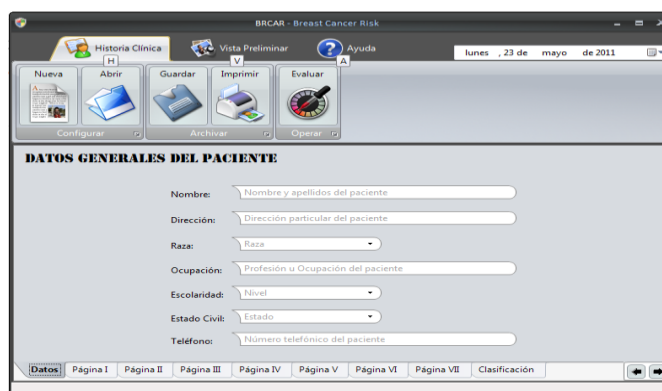 BRCAR - Breast Cancer Risk
Historia Clínica Vista Preliminar Ayuda
H V A
lunes , 23 de mayo de 2011
Nueva Abrir Guardar Imprimir Evaluar
Configurar Archivar Operar
DATOS GENERALES DEL PACIENTE
Nombre: Nombre y apellidos del paciente
Dirección: Dirección particular del paciente
Raza: Raza
Ocupación: Profesión u Ocupación del paciente
Escolaridad: Nivel
Estado Civil: Estado
Teléfono: Número telefónico del paciente
Datos Página I Página II Página III Página IV Página V Página VI Página VII Clasificación